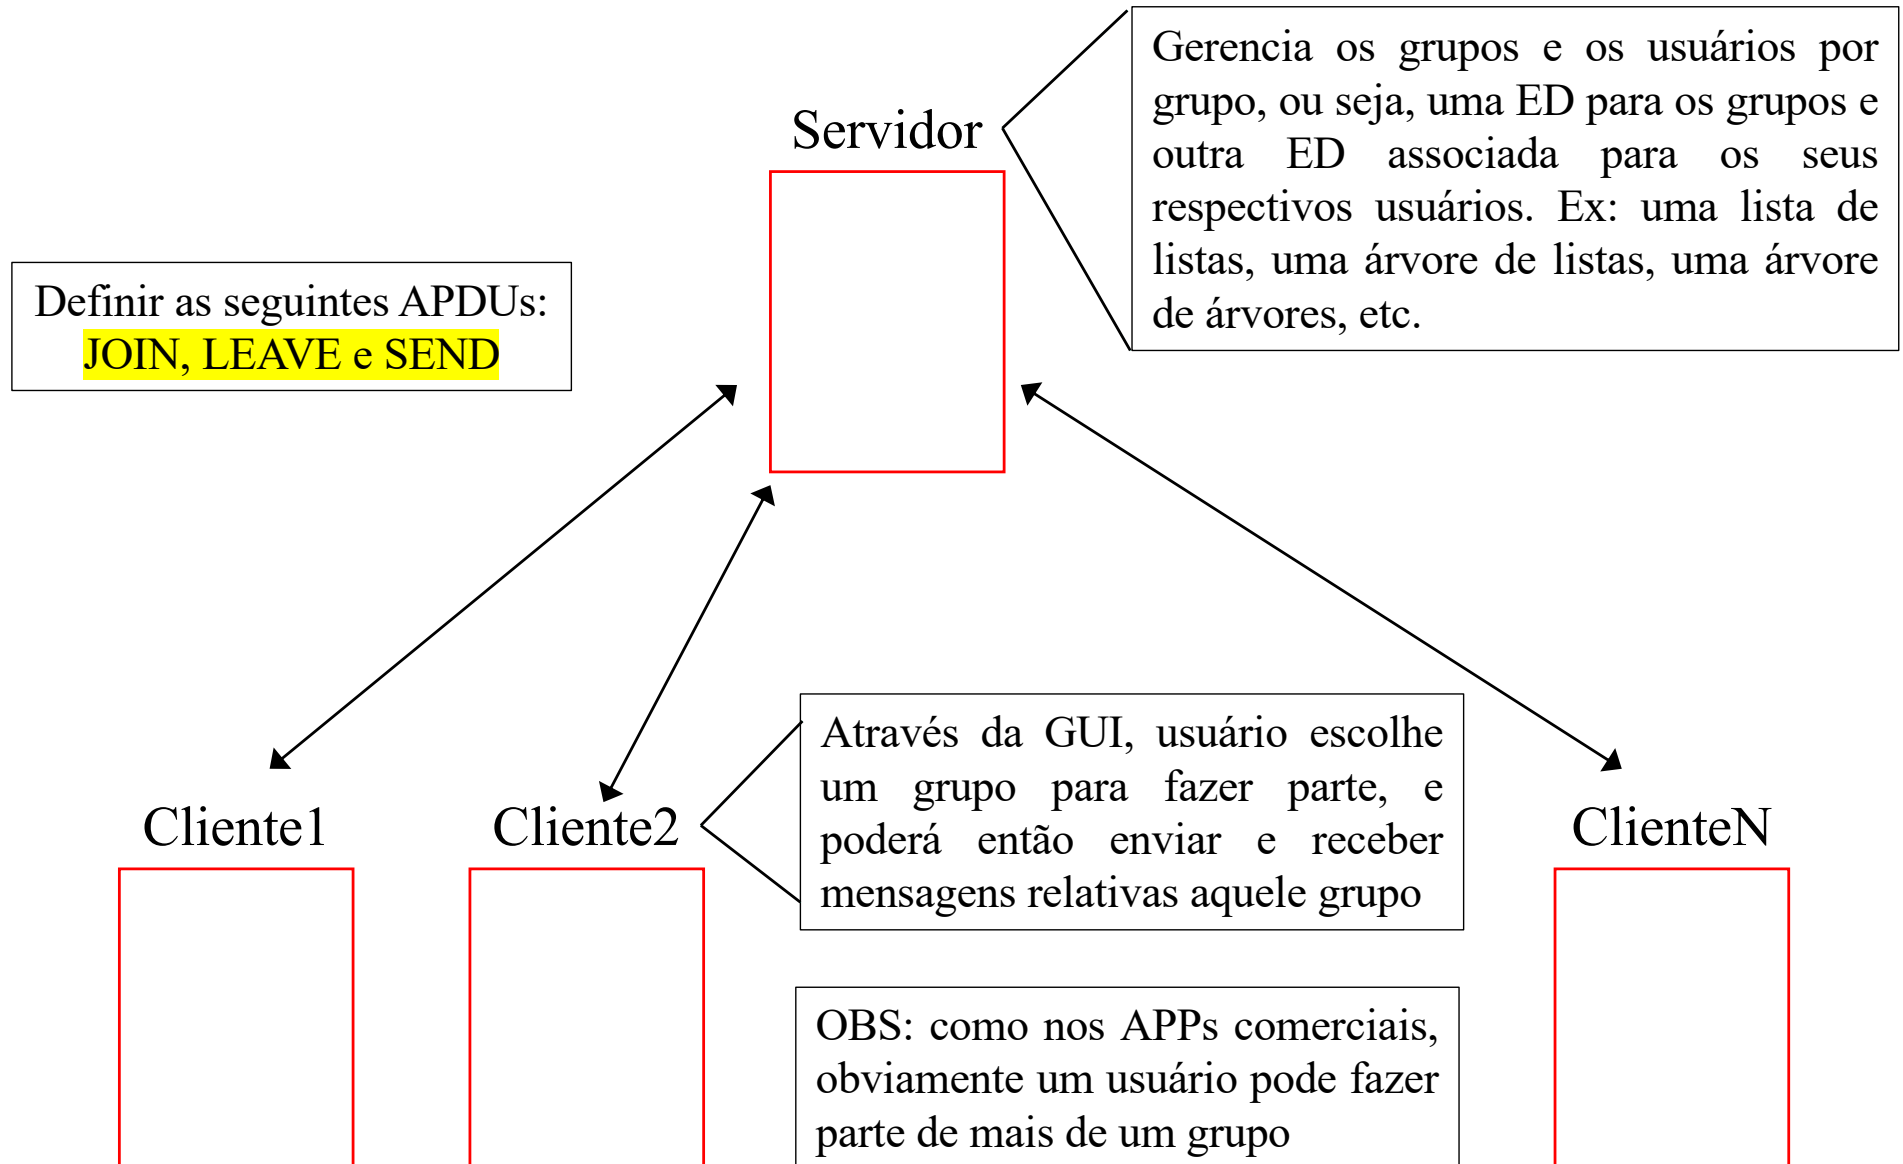 Gerencia os grupos e os usuários por
grupo, ou seja, uma ED para os grupos e
outra ED associada para os seus
respectivos usuários. Ex: uma lista de
listas, uma árvore de listas, uma árvore
de árvores, etc.
Servidor
Definir as seguintes APDUs:
JOIN, LEAVE e SEND
Através da GUI, usuário escolhe
um grupo para fazer parte, e
poderá então enviar e receber
mensagens relativas aquele grupo
Cliente1
Cliente2
ClienteN
OBS: como nos APPs comerciais,
obviamente um usuário pode fazer
parte de mais de um grupo